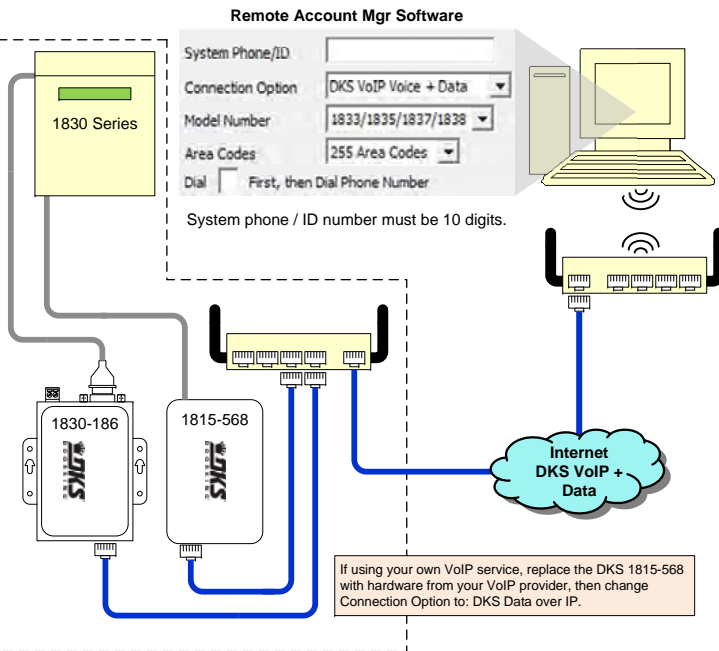 Remote Account Mgr Software
System Phone/ID
Connection Option DKS VoIP Voice + Data
Model Number 1833/1835/1837/1838
Area Codes 255 Area Codes
Dial First, then Dial Phone Number
System phone / ID number must be 10 digits.
1830 Series
1830-186
DKS
DOORKING
1815-568
DKS
DOORKING
Internet
DKS VoIP +
Data
If using your own VoIP service, replace the DKS 1815-568
with hardware from your VoIP provider, then change
Connection Option to: DKS Data over IP.